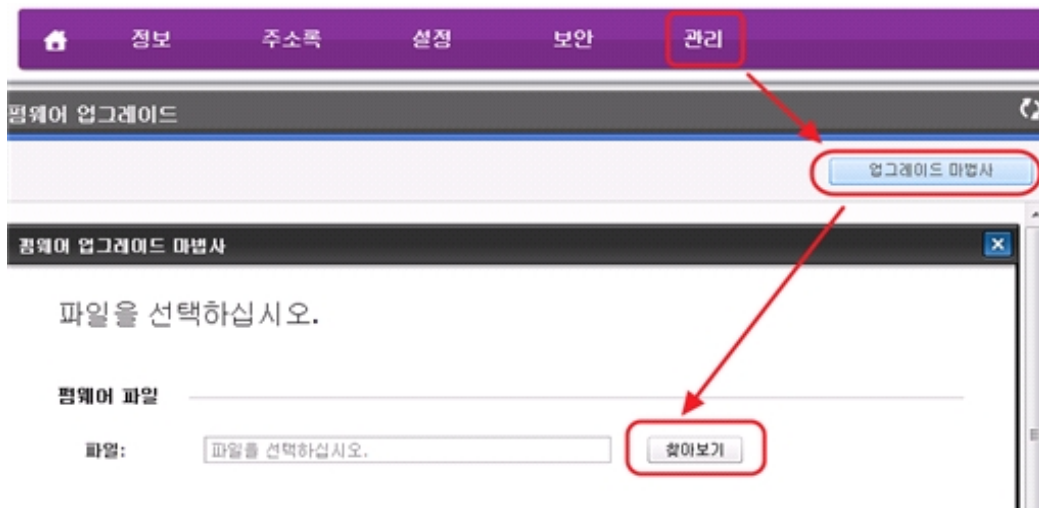 정보 주소록 설정 보안 관리
펌웨어 업그레이드
업그레이드 마법사
펌웨어 업그레이드 마법사
파일을 선택하십시오.
펌웨어 파일
파일: 파일을 선택하십시오. 찾아보기